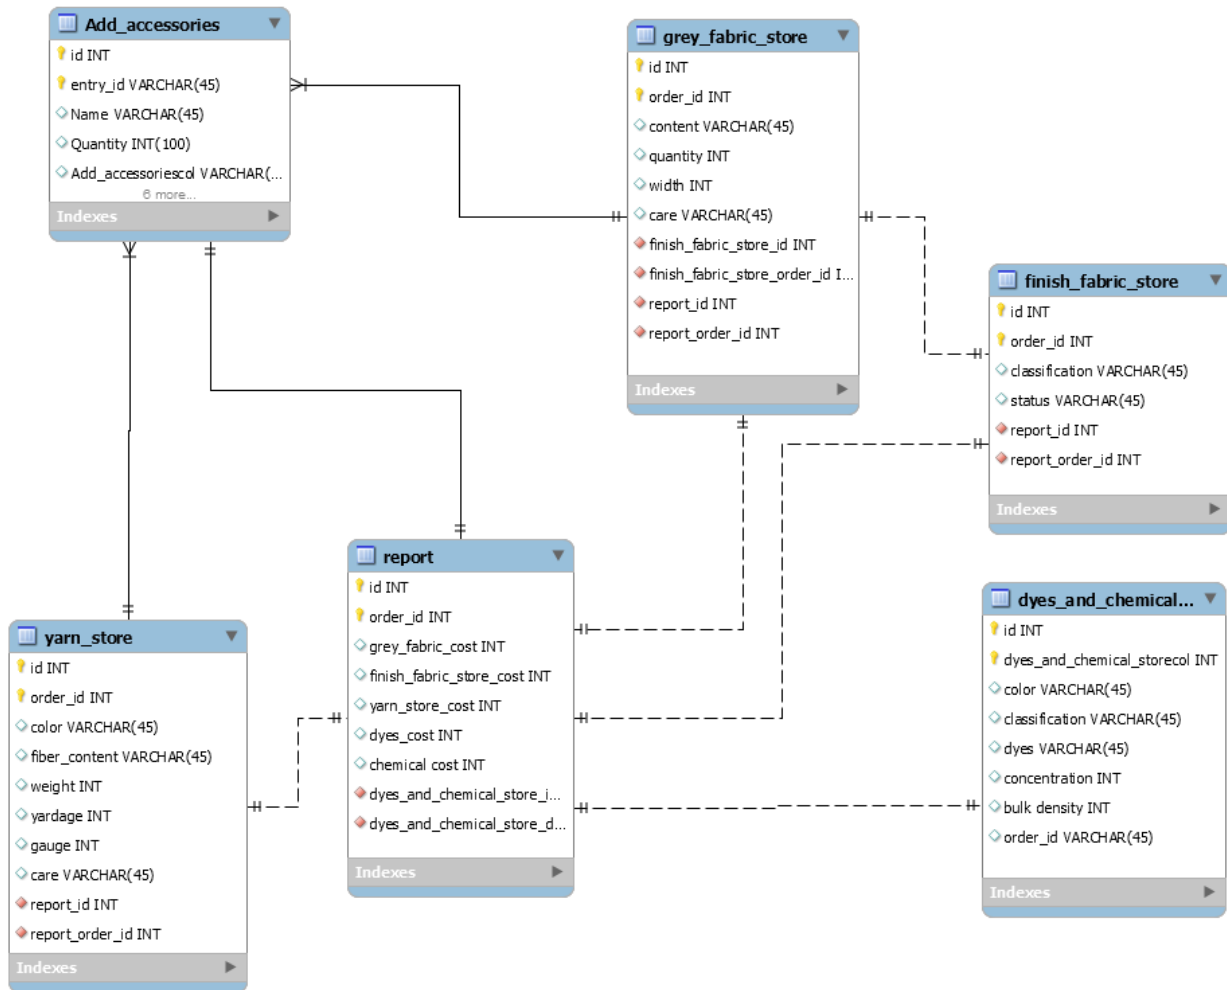 Add_accessories
id INT
entry_id VARCHAR(45)
Name VARCHAR(45)
Quantity INT(100)
Add_accessoriescol VARCHAR(...
6 more...
Indexes
grey_fabric_store
id INT
order_id INT
content VARCHAR(45)
quantity INT
width INT
care VARCHAR(45)
finish_fabric_store_id INT
finish_fabric_store_order_id I...
report_id INT
report_order_id INT
Indexes
finish_fabric_store
id INT
order_id INT
classification VARCHAR(45)
status VARCHAR(45)
report_id INT
report_order_id INT
Indexes
report
id INT
order_id INT
grey_fabric_cost INT
finish_fabric_store_cost INT
yarn_store_cost INT
dyes_cost INT
chemical cost INT
dyes_and_chemical_store_i...
dyes_and_chemical_store_d...
Indexes
dyes_and_chemical...
id INT
dyes_and_chemical_storecol INT
color VARCHAR(45)
classification VARCHAR(45)
dyes VARCHAR(45)
concentration INT
bulk density INT
order_id VARCHAR(45)
Indexes
yarn_store
id INT
order_id INT
color VARCHAR(45)
fiber_content VARCHAR(45)
weight INT
yardage INT
gauge INT
care VARCHAR(45)
report_id INT
report_order_id INT
Indexes